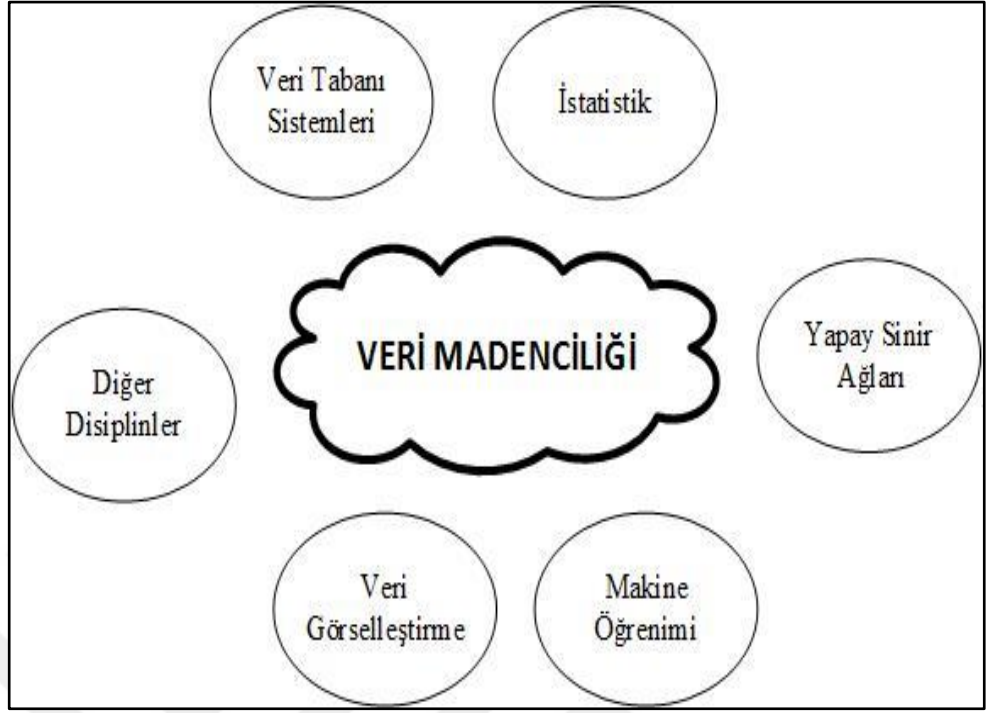 Veri Tabanı
Sistemleri
İstatistik
VERİ MADENCİLİĞİ
Yapay Sinir
Ağları
Diğer
Disiplinler
Veri
Görselleştirme
Makine
Öğrenimi